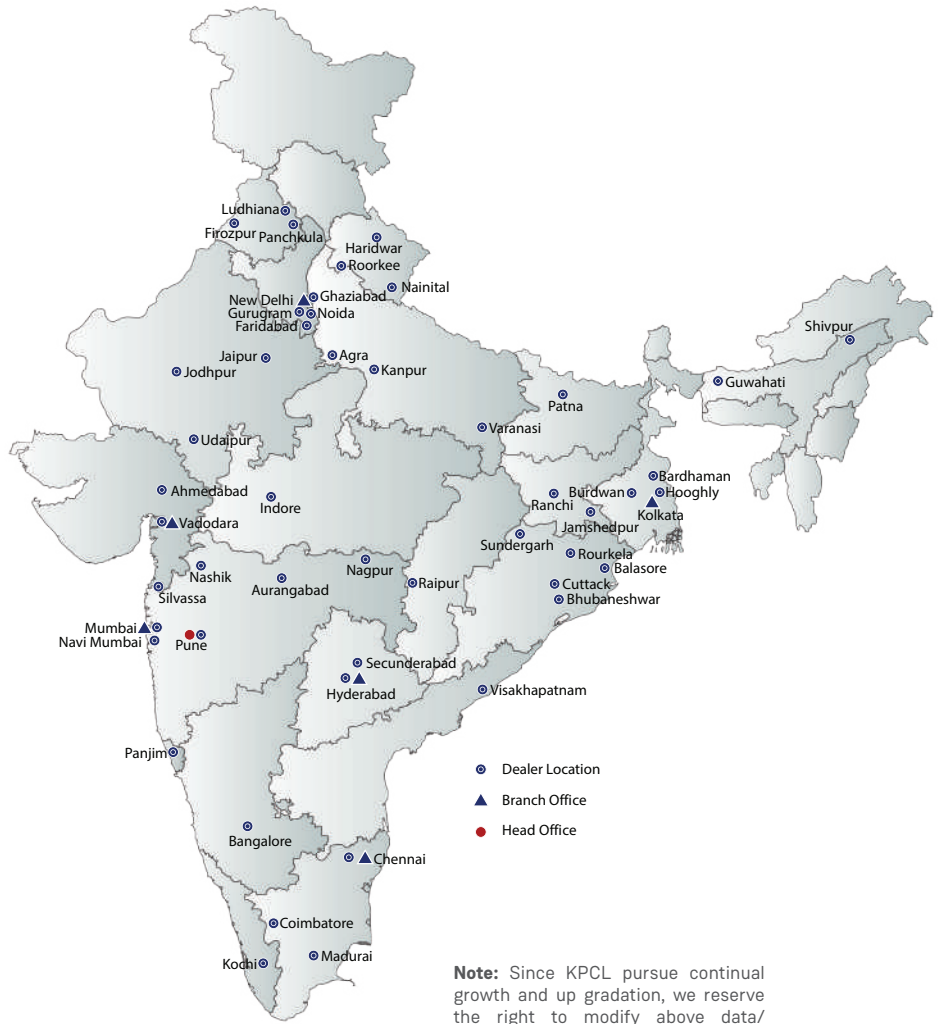 Ludhiana
Firozpur
Panchkula
Haridwar
Roorkee
Nainital
New Delhi
Ghaziabad
Gurugram
Noida
Faridabad
Shivpur
Jaipur
Agra
Jodhpur
Kanpur
Guwahati
Patna
Varanasi
Udaipur
Ahmedabad
Indore
Bardhaman
Burdwan
Hooghly
Ranchi
Kolkata
Vadodara
Jamshedpur
Sundergarh
Rourkela
Nagpur
Balasore
Nashik
Aurangabad
Raipur
Cuttack
Silvassa
Bhubaneshwar
Mumbai
Navi Mumbai
Pune
Secunderabad
Hyderabad
Visakhapatnam
Panjim
Dealer Location
Branch Office
Head Office
Bangalore
Chennai
Coimbatore
Madurai
Kochi
Note: Since KPCL pursue continual
growth and up gradation, we reserve
the right to modify above data/